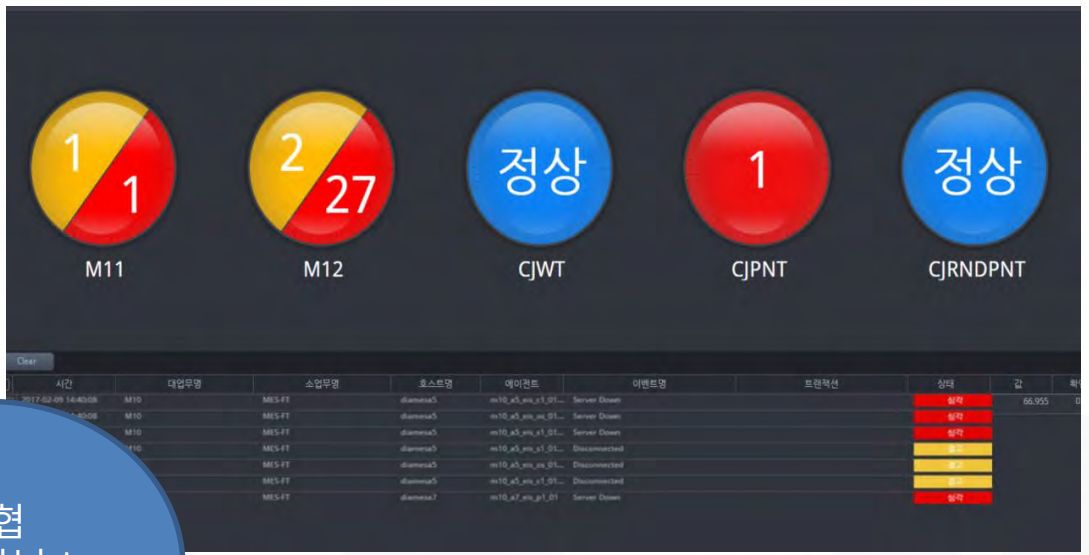 1
1
2
27
정상
1
정상
M11
M12
CJWT
CJPNT
CJRNDPNT
Clear
시간 대업무명 소업무명 호스트명 에이전트 이벤트명 트랜잭션 상태 값
2017-02-09 14:40:08 M10 MES-FT diamesa5 Server Down 심각 66.955
M10 MES-FT diamesa5 Server Down 심각
M10 MES-FT diamesa5 Server Down 심각
M10 MES-FT diamesa5 Disconnected 경고
MES-FT diamesa5 Disconnected 경고
MES-FT diamesa5 Disconnected 경고
MES-FT diamesa7 m10_a7_eis_p1_01 Server Down 심각
협